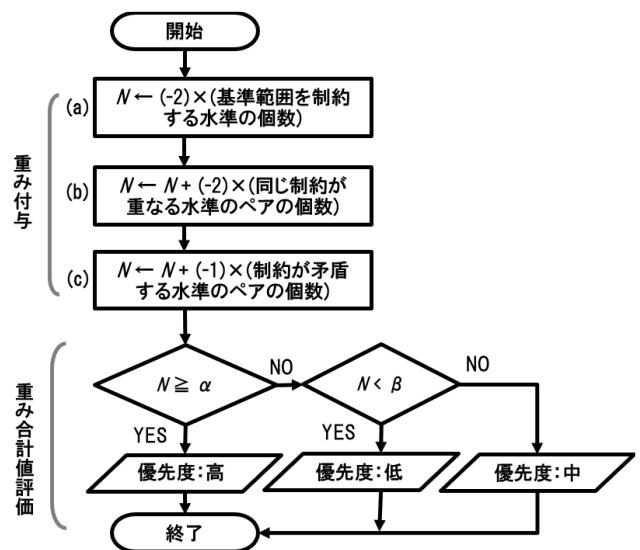 開始
重み付与
(a)
N ← (-2)×(基準範囲を制約
する水準の個数)
(b)
N ← N + (-2)×(同じ制約が
重なる水準のペアの個数)
(c)
N ← N + (-1)×(制約が矛盾
する水準のペアの個数)
重み合計値評価
N ≧ α
NO
N < β
NO
YES
YES
優先度:高
優先度:低
優先度:中
終了